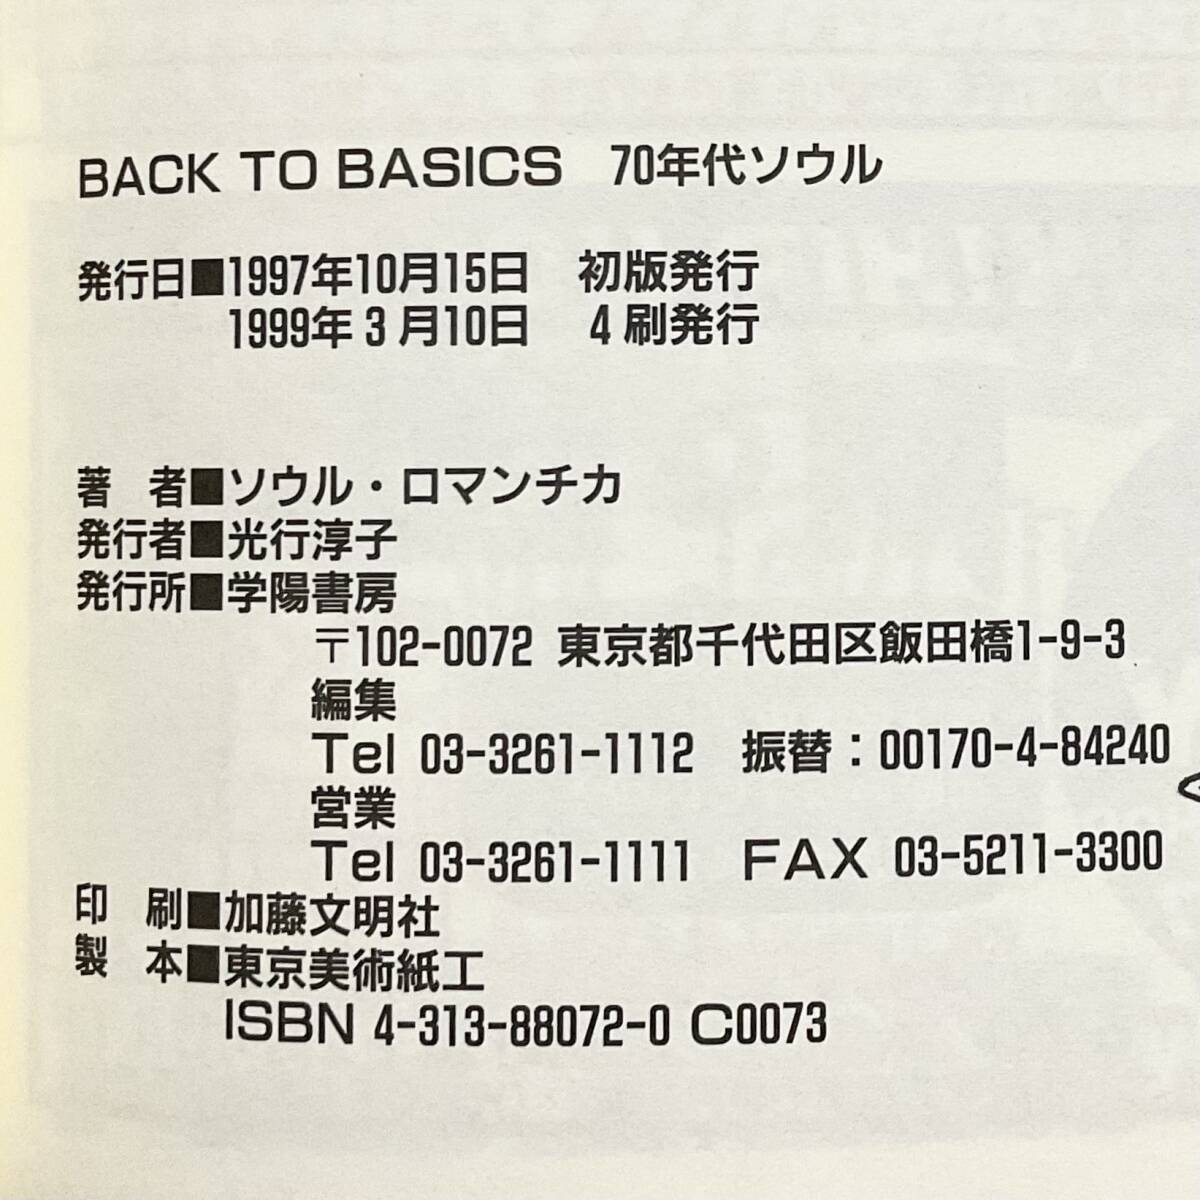 BACK TO BASICS 70年代ソウル
発行日■1997年10月15日 初版発行
1999年3月10日 4刷発行
著 者■ソウル・ロマンチカ
発行者■光行淳子
発行所■学陽書房
〒102-0072 東京都千代田区飯田橋1-9-3
編集
Tel 03-3261-1112 振替：00170-4-84240
営業
Tel 03-3261-1111 FAX 03-5211-3300
印 刷■加藤文明社
製 本■東京美術紙工
ISBN 4-313-88072-0 C0073